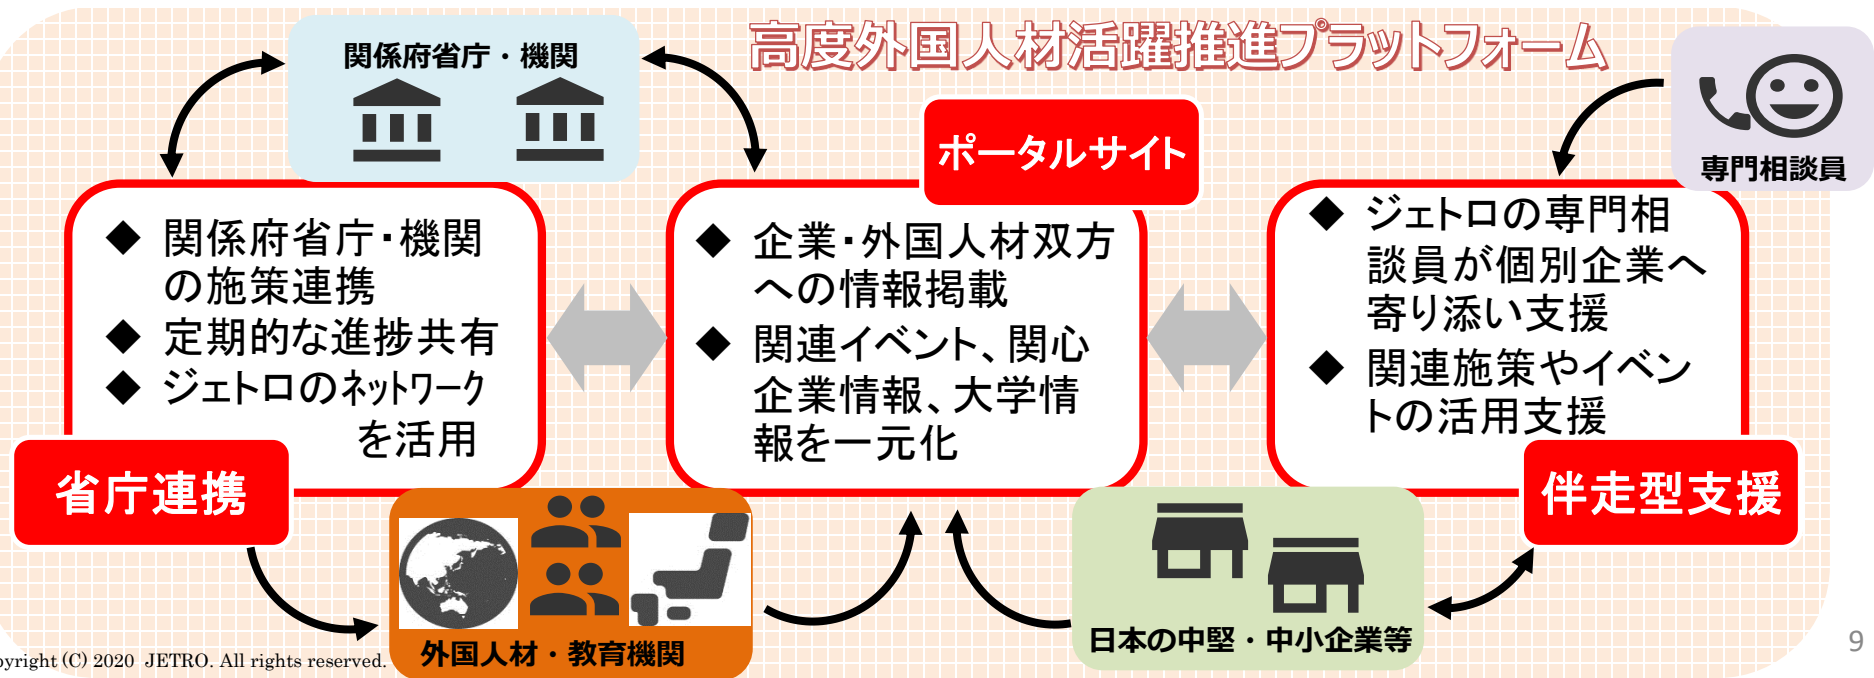 高度外国人材活躍推進プラットフォーム
関係府省庁・機関
専門相談員
ポータルサイト
◆ 関係府省庁・機関
の施策連携
◆ 定期的な進捗共有
◆ ジェトロのネットワーク
を活用
省庁連携
◆ 企業・外国人材双方
への情報掲載
◆ 関連イベント、関心
企業情報、大学情
報を一元化
◆ ジェトロの専門相
談員が個別企業へ
寄り添い支援
◆ 関連施策やイベン
トの活用支援
伴走型支援
外国人材・教育機関
日本の中堅・中小企業等
pyright (C) 2020 JETRO. All rights reserved.
9